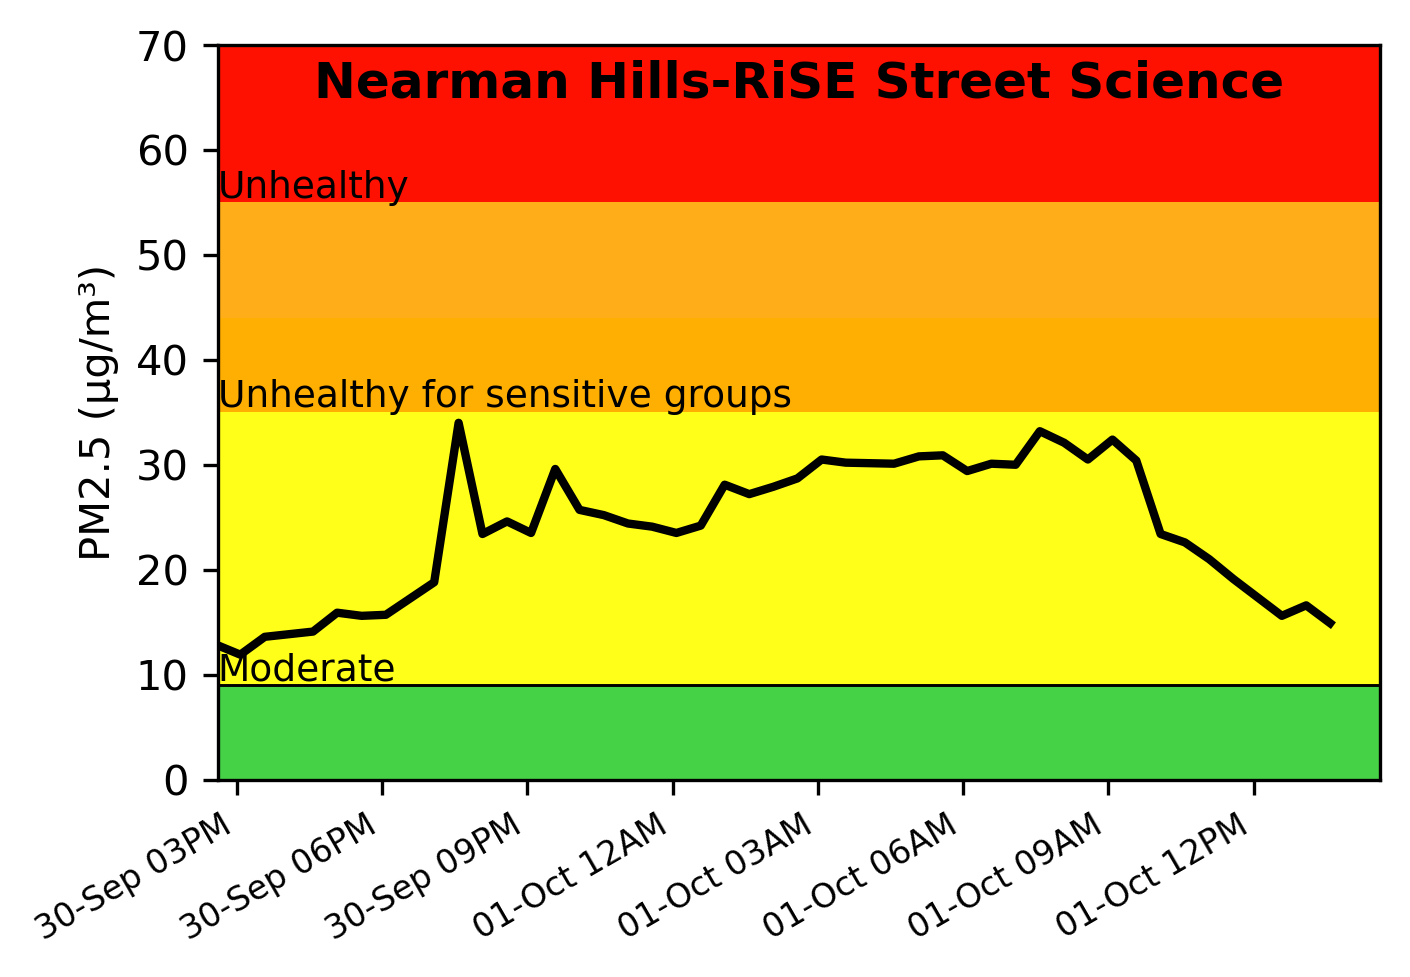 Nearman Hills-RiSE Street Science
70
60
50
40
30
20
10
0
PM2.5 (µg/m³)
Unhealthy
Unhealthy for sensitive groups
Moderate
30-Sep 03PM
30-Sep 06PM
30-Sep 09PM
01-Oct 12AM
01-Oct 03AM
01-Oct 06AM
01-Oct 09AM
01-Oct 12PM